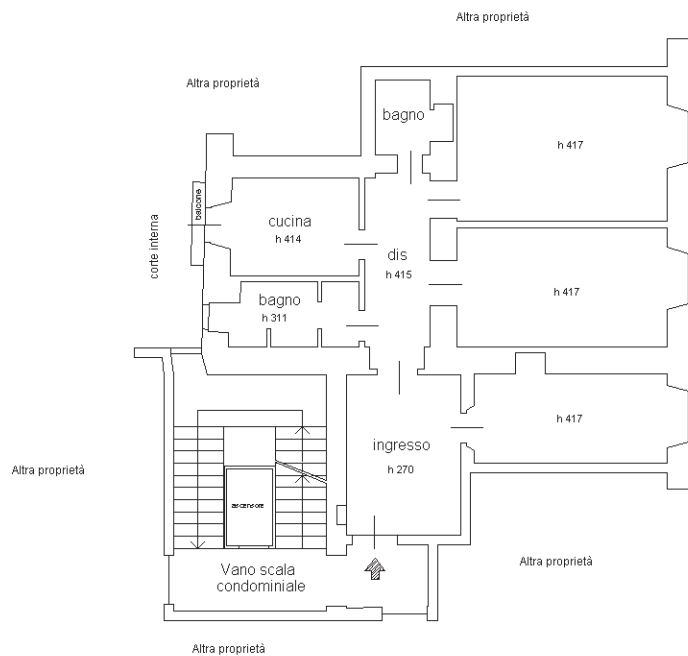 Altra proprietà
Altra proprietà
bagno
h 417
balcone
cucina
h 414
corte interna
dis
h 415
h 417
bagno
h 311
h 417
ingresso
h 270
Altra proprietà
ascensore
Altra proprietà
Vano scala
condominiale
Altra proprietà